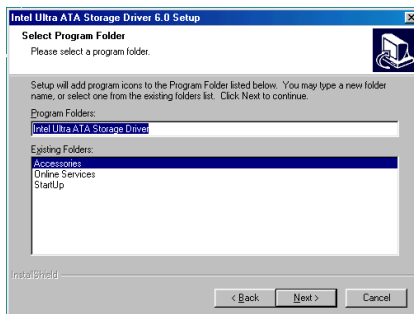 Intel Ultra ATA Storage Driver 6.0 Setup
Select Program Folder
Please select a program folder.
Setup will add program icons to the Program Folder listed below. You may type a new folder
name, or select one from the existing folders list. Click Next to continue.
Program Folders:
Intel Ultra ATA Storage Driver
Existing Folders:
Accessories
Online Services
StartUp
InstallShield
< Back
Next >
Cancel